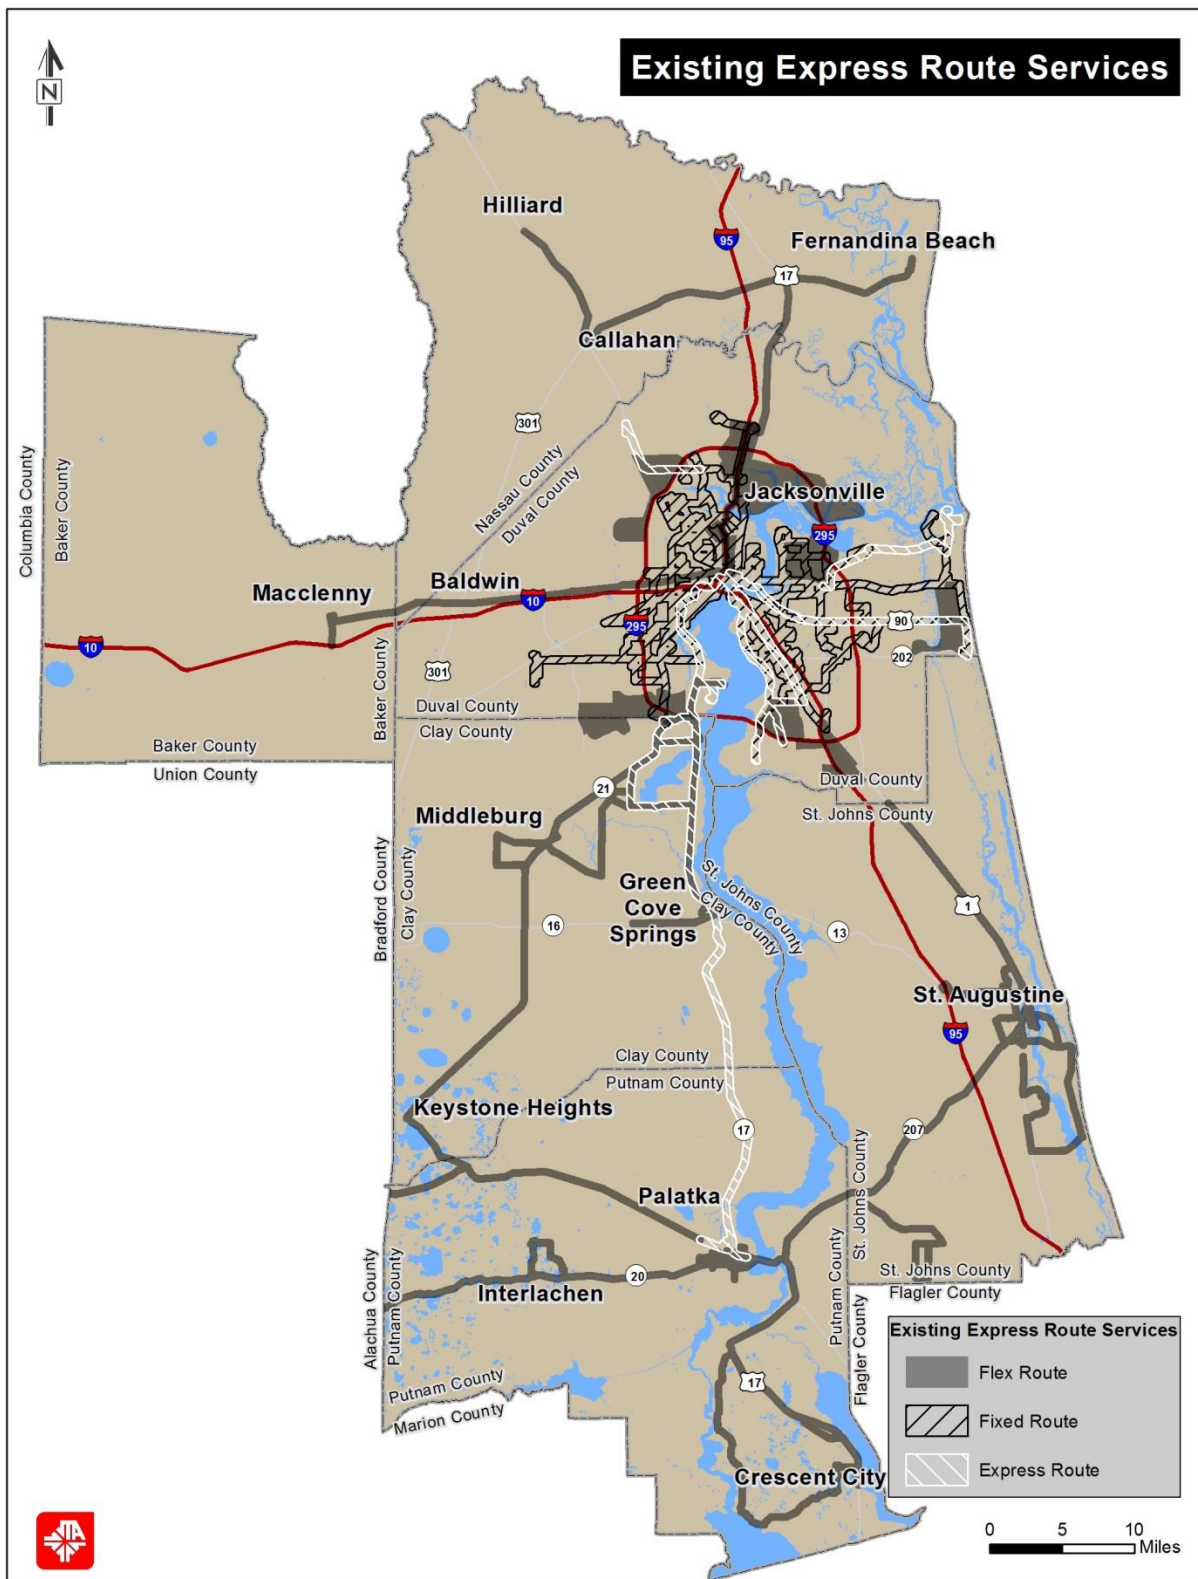 Existing Express Route Services
N
Hilliard
95
Fernandina Beach
17
Callahan
301
Columbia County
Baker County
Nassau County
Duval County
Jacksonville
295
Macclenny
Baldwin
10
295
90
10
301
202
Baker County
Duval County
Clay County
Baker County
Union County
Duval County
St. Johns County
21
Middleburg
Bradford County
Clay County
Green
Cove
Springs
St. Johns County
Clay County
1
16
13
St. Augustine
95
Clay County
Putnam County
Keystone Heights
17
207
Palatka
St. Johns County
Putnam County
Alachua County
Putnam County
20
Interlachen
St. Johns County
Flagler County
Flagler County
Putnam County
Marion County
17
Crescent City
Existing Express Route Services
Flex Route
Fixed Route
Express Route
0 5 10
Miles
JTA